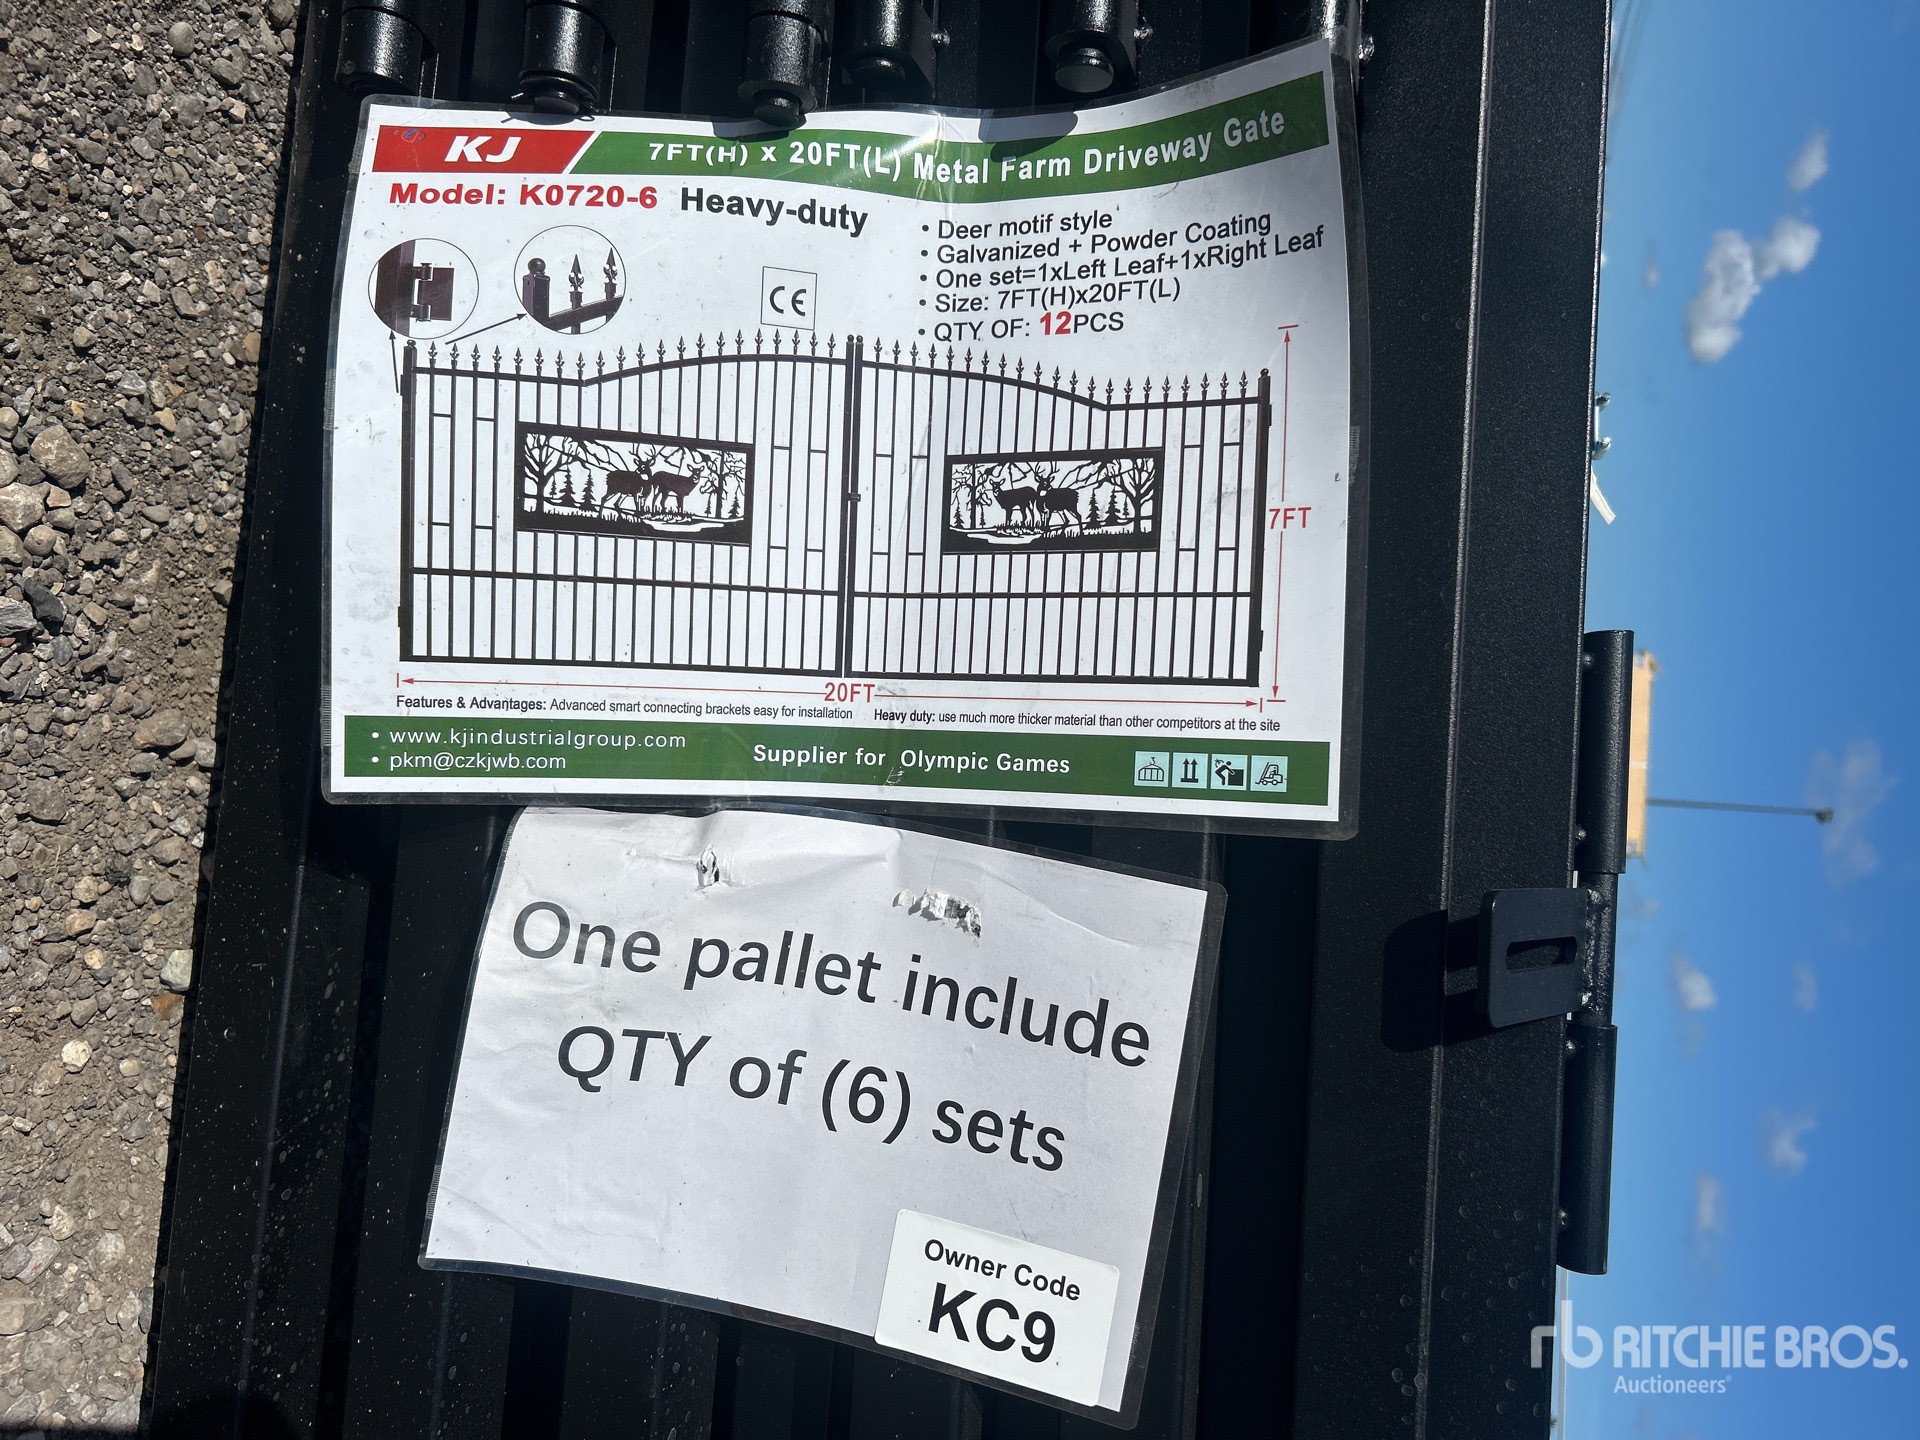 KJ
7FT(H) x 20FT(L) Metal Farm Driveway Gate
Model: K0720-6 Heavy-duty
• Deer motif style
• Galvanized + Powder Coating
• One set=1xLeft Leaf+1xRight Leaf
• Size: 7FT(H)x20FT(L)
• QTY OF: 12PCS
CE
7FT
20FT
Features & Advantages: Advanced smart connecting brackets easy for installation
Heavy duty: use much more thicker material than other competitors at the site
• www.kjindustrialgroup.com
• pkm@czkjwb.com
Supplier for Olympic Games
One pallet include
QTY of (6) sets
Owner Code
KC9
rb RITCHIE BROS.
Auctioneers